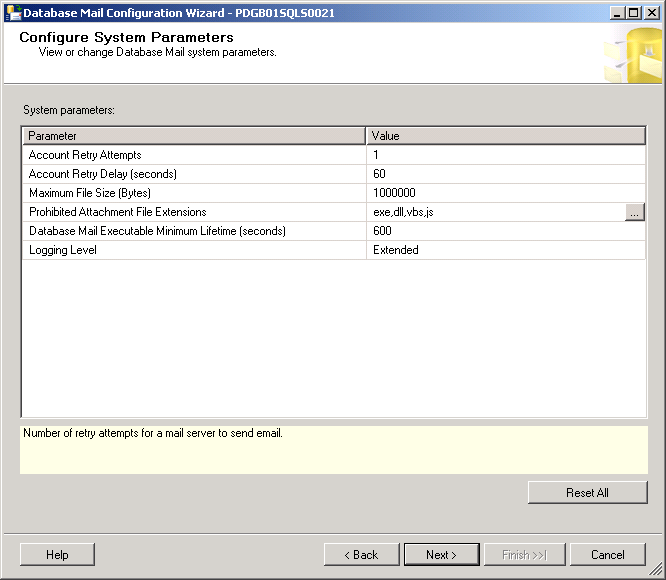 Database Mail Configuration Wizard - PDGB01SQLS0021
Configure System Parameters
View or change Database Mail system parameters.
System parameters:
Parameter Value
Account Retry Attempts 1
Account Retry Delay (seconds) 60
Maximum File Size (Bytes) 1000000
Prohibited Attachment File Extensions exe,dll,vbs,js ...
Database Mail Executable Minimum Lifetime (seconds) 600
Logging Level Extended
Number of retry attempts for a mail server to send email.
Reset All
Help < Back Next > Finish >>| Cancel